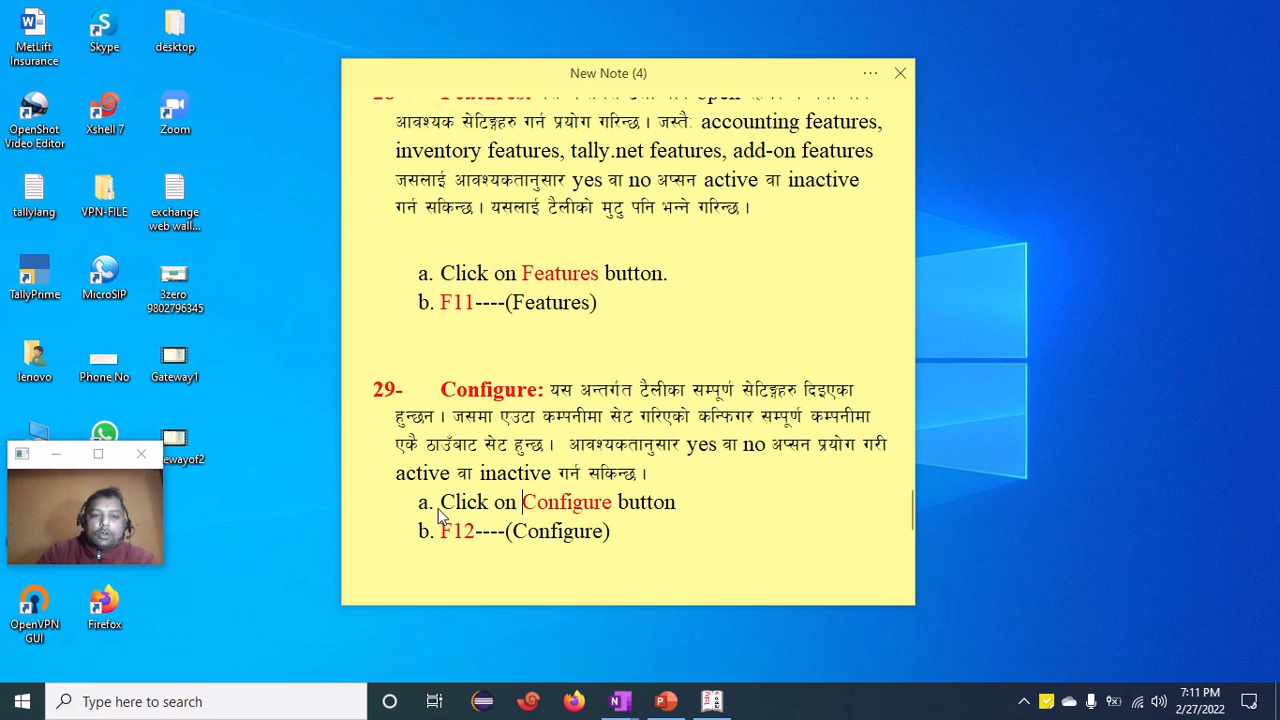 MetLift
Insurance
Skype
desktop
OpenShot
Video Editor
Xshell 7
Zoom
tallylang
VPN-FILE
exchange
web wall...
TallyPrime
MicroSIP
3zero
9802796345
lenovo
Phone No
Gateway1
OpenVPN
GUI
Firefox
New Note (4)
आवश्यक सेटिङ्गहरु गर्न प्रयोग गरिन्छ । जस्तैः accounting features,
inventory features, tally.net features, add-on features
जसलाई आवश्यकतानुसार yes वा no अप्सन active वा inactive
गर्न सकिन्छ । यसलाई टैलीको मुटु पनि भन्ने गरिन्छ ।
a. Click on Features button.
b. F11----(Features)
29- Configure: यस अन्तर्गत टैलीका सम्पूर्ण सेटिङ्गहरु दिइएका
हुन्छन । जसमा एउटा कम्पनीमा सेट गरिएको कन्फिगर सम्पूर्ण कम्पनीमा
एकै ठाउँबाट सेट हुन्छ । आवश्यकतानुसार yes वा no अप्सन प्रयोग गरी
active वा inactive गर्न सकिन्छ ।
a. Click on Configure button
b. F12----(Configure)
Type here to search
7:11 PM
2/27/2022